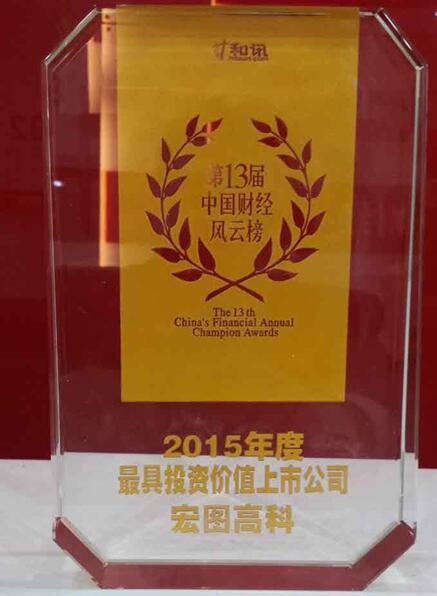 和讯
第13届
中国财经
风云榜
The 13 th
China's Financial Annual
Champion Awards
2015年度
最具投资价值上市公司
宏图高科